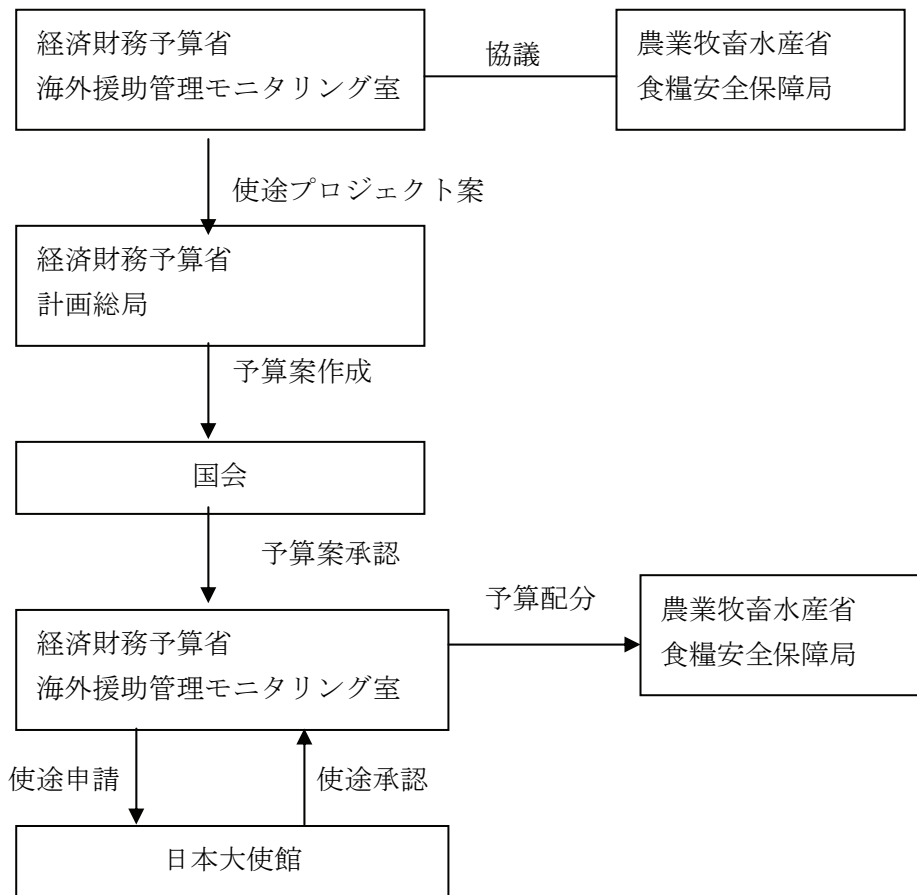 経済財務予算省
海外援助管理モニタリング室
協議
農業牧畜水産省
食糧安全保障局
使途プロジェクト案
経済財務予算省
計画総局
予算案作成
国会
予算案承認
経済財務予算省
海外援助管理モニタリング室
予算配分
農業牧畜水産省
食糧安全保障局
使途申請
使途承認
日本大使館